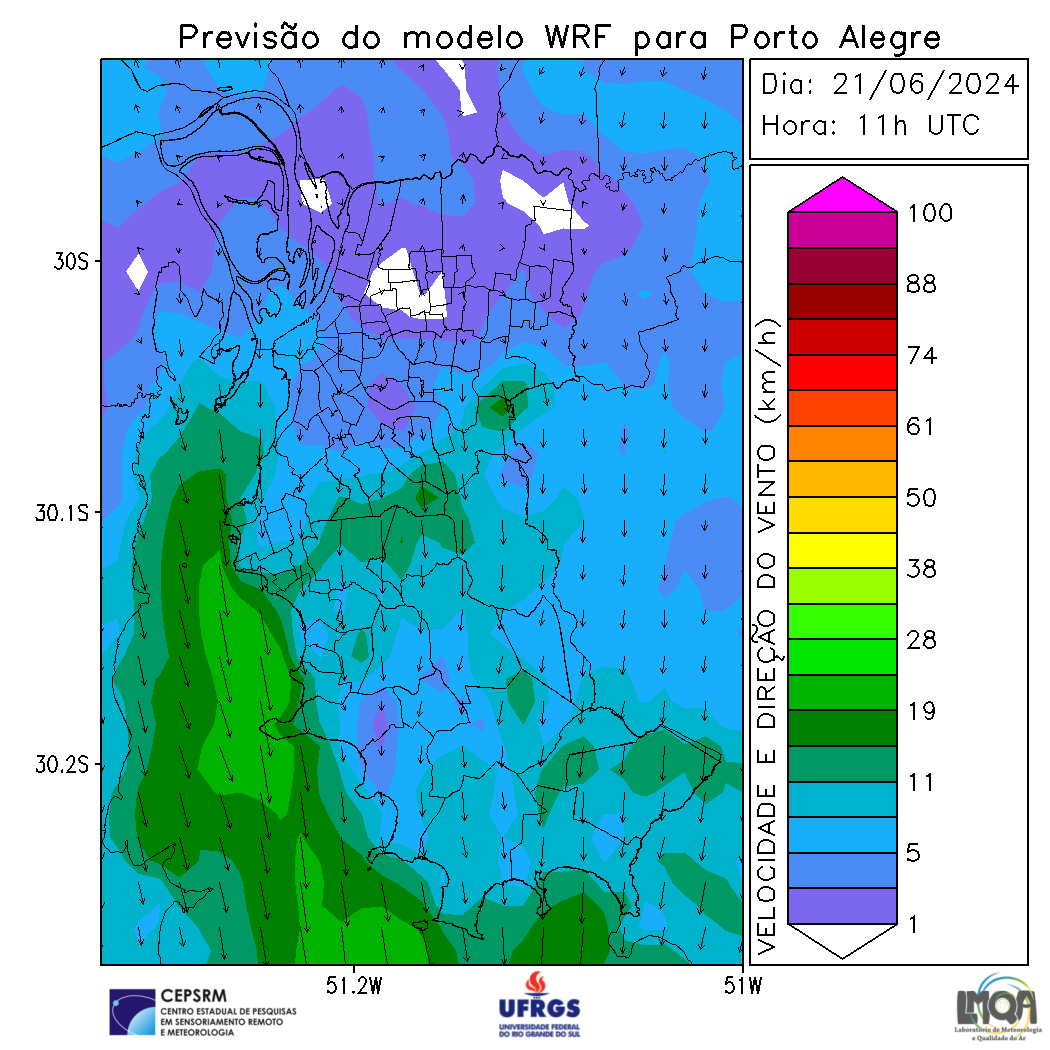 Previsão do modelo WRF para Porto Alegre
Dia: 21/06/2024
Hora: 11h UTC
30S
30.1S
30.2S
51.2W
51W
VELOCIDADE E DIREÇÃO DO VENTO (km/h)
100
88
74
61
50
38
28
19
11
5
1
CEPSRM
CENTRO ESTADUAL DE PESQUISAS
EM SENSORIAMENTO REMOTO
E METEOROLOGIA
UFRGS
UNIVERSIDADE FEDERAL
DO RIO GRANDE DO SUL
LMQA
Laboratório de Meteorologia
e Qualidade do Ar